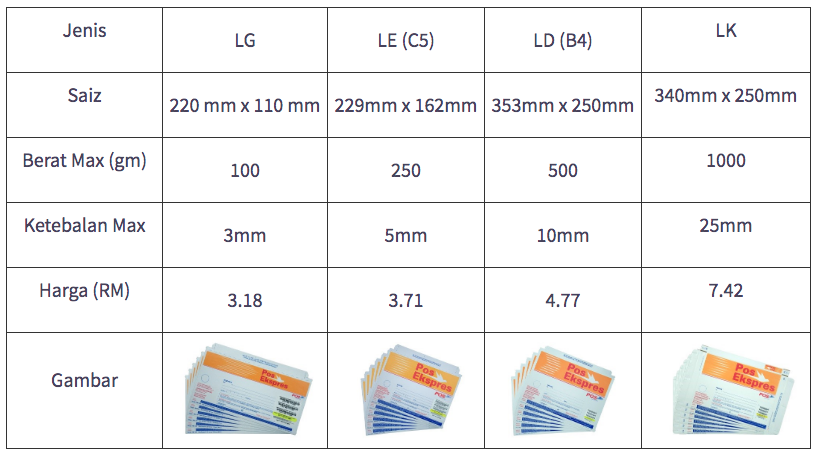 Jenis LG LE (C5) LD (B4) LK
Saiz 220 mm x 110 mm 229mm x 162mm 353mm x 250mm 340mm x 250mm
Berat Max (gm) 100 250 500 1000
Ketebalan Max 3mm 5mm 10mm 25mm
Harga (RM) 3.18 3.71 4.77 7.42
Gambar
Pos
Ekspres
Pos
Ekspres
Pos
Ekspres
Pos
Ekspres